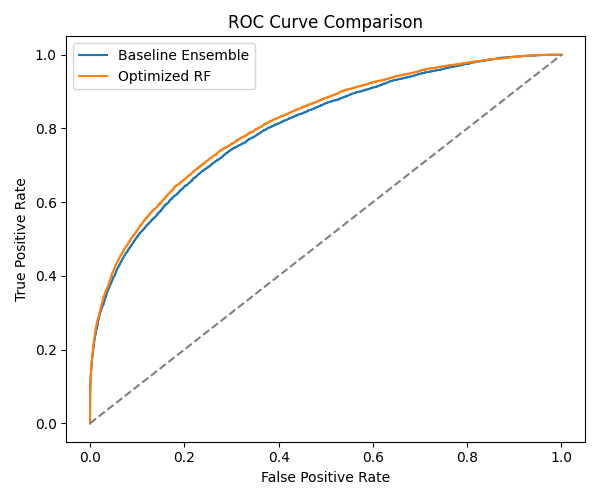 ROC Curve Comparison
Baseline Ensemble
Optimized RF
True Positive Rate
1.0
0.8
0.6
0.4
0.2
0.0
0.0 0.2 0.4 0.6 0.8 1.0
False Positive Rate